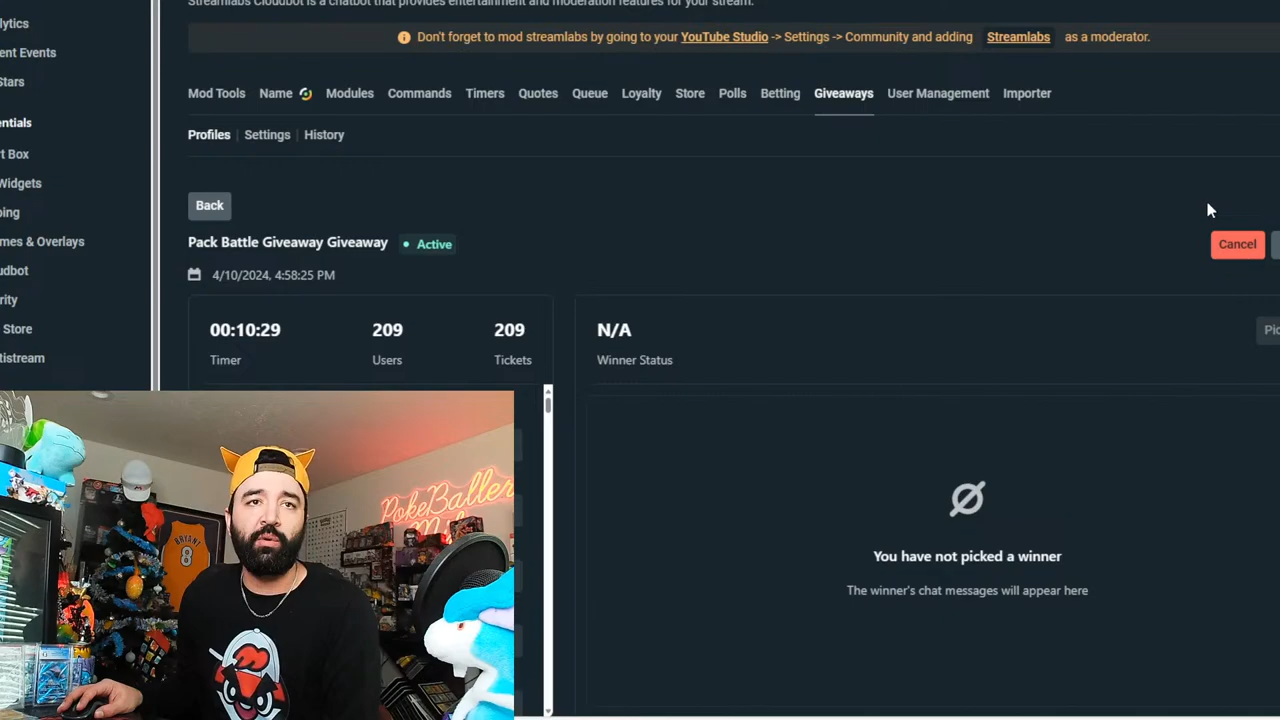 Streamlabs Cloudbot is a chatbot that provides entertainment and moderation features for your stream.
Don't forget to mod streamlabs by going to your YouTube Studio -> Settings -> Community and adding Streamlabs as a moderator.
lytics
ent Events
Stars
entials
t Box
Widgets
ping
mes & Overlays
udbot
rity
Store
tistream
Mod Tools Name Modules Commands Timers Quotes Queue Loyalty Store Polls Betting Giveaways User Management Importer
Profiles Settings History
Back
Pack Battle Giveaway Giveaway Active
Cancel
4/10/2024, 4:58:25 PM
00:10:29 209 209
Timer Users Tickets
N/A
Pic
Winner Status
You have not picked a winner
The winner's chat messages will appear here
PokeBaller
BRYANT
8